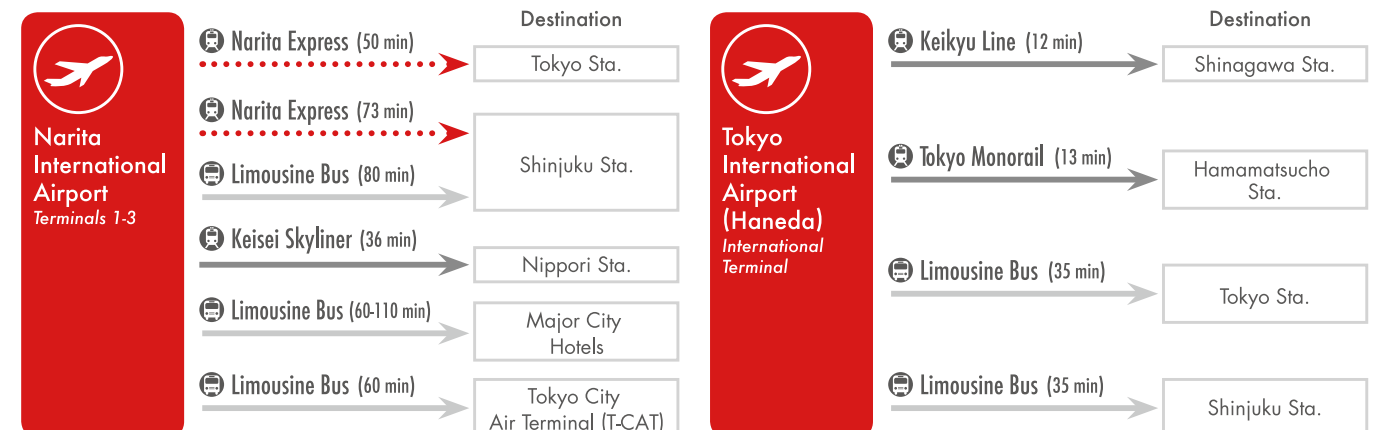 Destination
Narita Express (50 min)
Tokyo Sta.
Narita Express (73 min)
Shinjuku Sta.
Limousine Bus (80 min)
Narita
International
Airport
Terminals 1-3
Keisei Skyliner (36 min)
Nippori Sta.
Limousine Bus (60-110 min)
Major City
Hotels
Limousine Bus (60 min)
Tokyo City
Air Terminal (T-CAT)
Destination
Keikyu Line (12 min)
Shinagawa Sta.
Tokyo
International
Airport
(Haneda)
International
Terminal
Tokyo Monorail (13 min)
Hamamatsucho
Sta.
Limousine Bus (35 min)
Tokyo Sta.
Limousine Bus (35 min)
Shinjuku Sta.